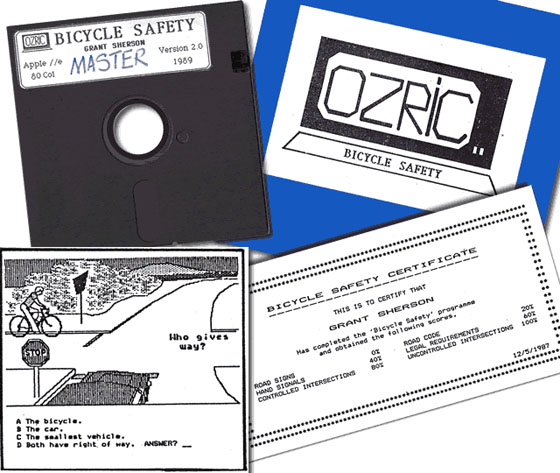 OZRIC BICYCLE SAFETY
GRANT SHERSON
Apple //e
80 Col
MASTER
Version 2.0
1989
OZRIC
BICYCLE SAFETY
Who gives
way?
STOP
A The bicycle.
B The car.
C The smallest vehicle.
D Both have right of way. ANSWER? __
BICYCLE SAFETY CERTIFICATE
THIS IS TO CERTIFY THAT
GRANT SHERSON
Has completed the 'Bicycle Safety' programme
and obtained the following scores.
ROAD SIGNS 0% ROAD CODE 20%
HAND SIGNALS 40% LEGAL REQUIREMENTS 60%
CONTROLLED INTERSECTIONS 80% UNCONTROLLED INTERSECTIONS 100%
12/5/1987